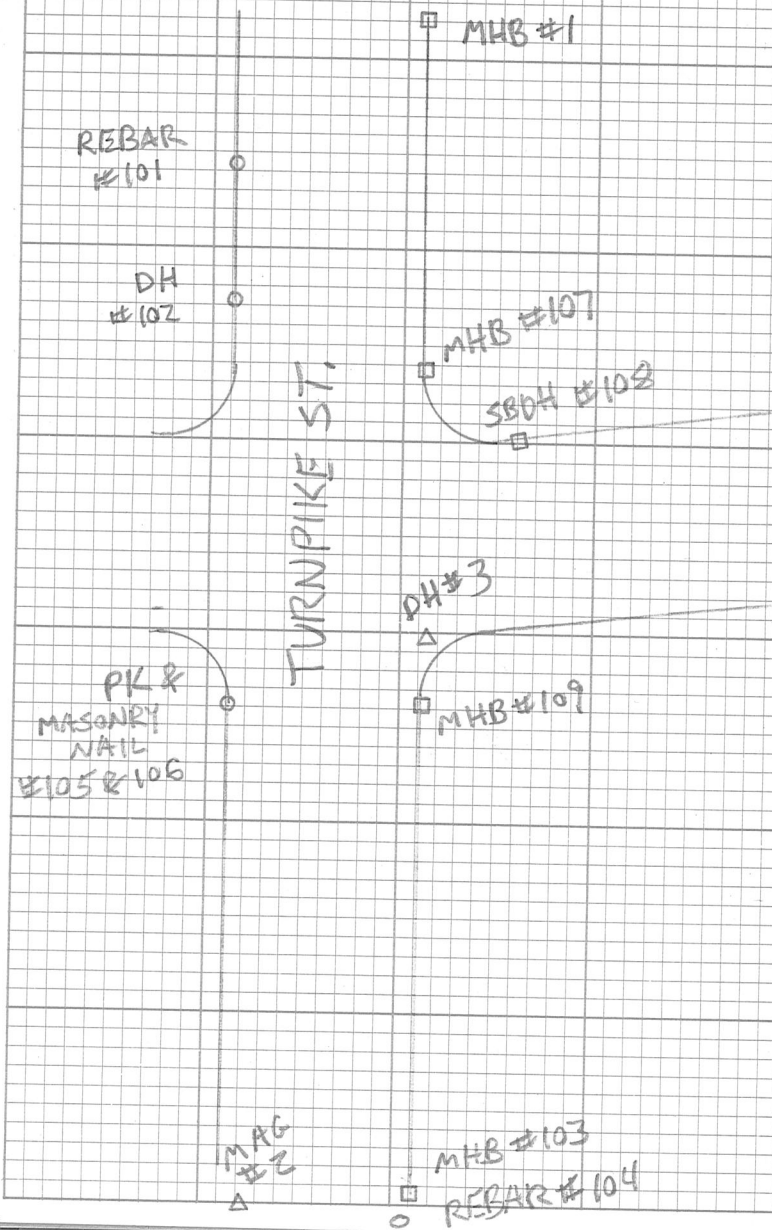 MHB #1
REBAR
#101
DH
#102
MHB #107
SBDH #108
TURNPIKE ST.
DH #3
PK &
MASONRY
NAIL
#105 & 106
MHB #109
MAG
#2
MHB #103
REBAR #104